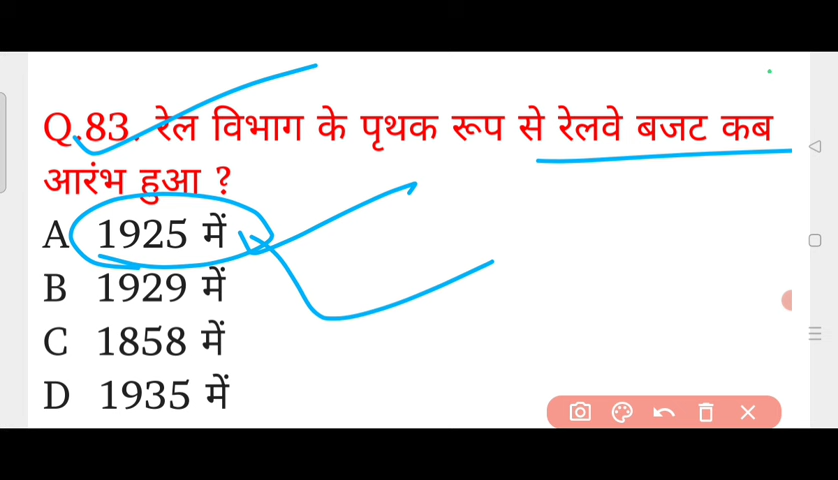 Q.83. रेल विभाग के पृथक रूप से रेलवे बजट कब
आरंभ हुआ ?
A 1925 में
B 1929 में
C 1858 में
D 1935 में